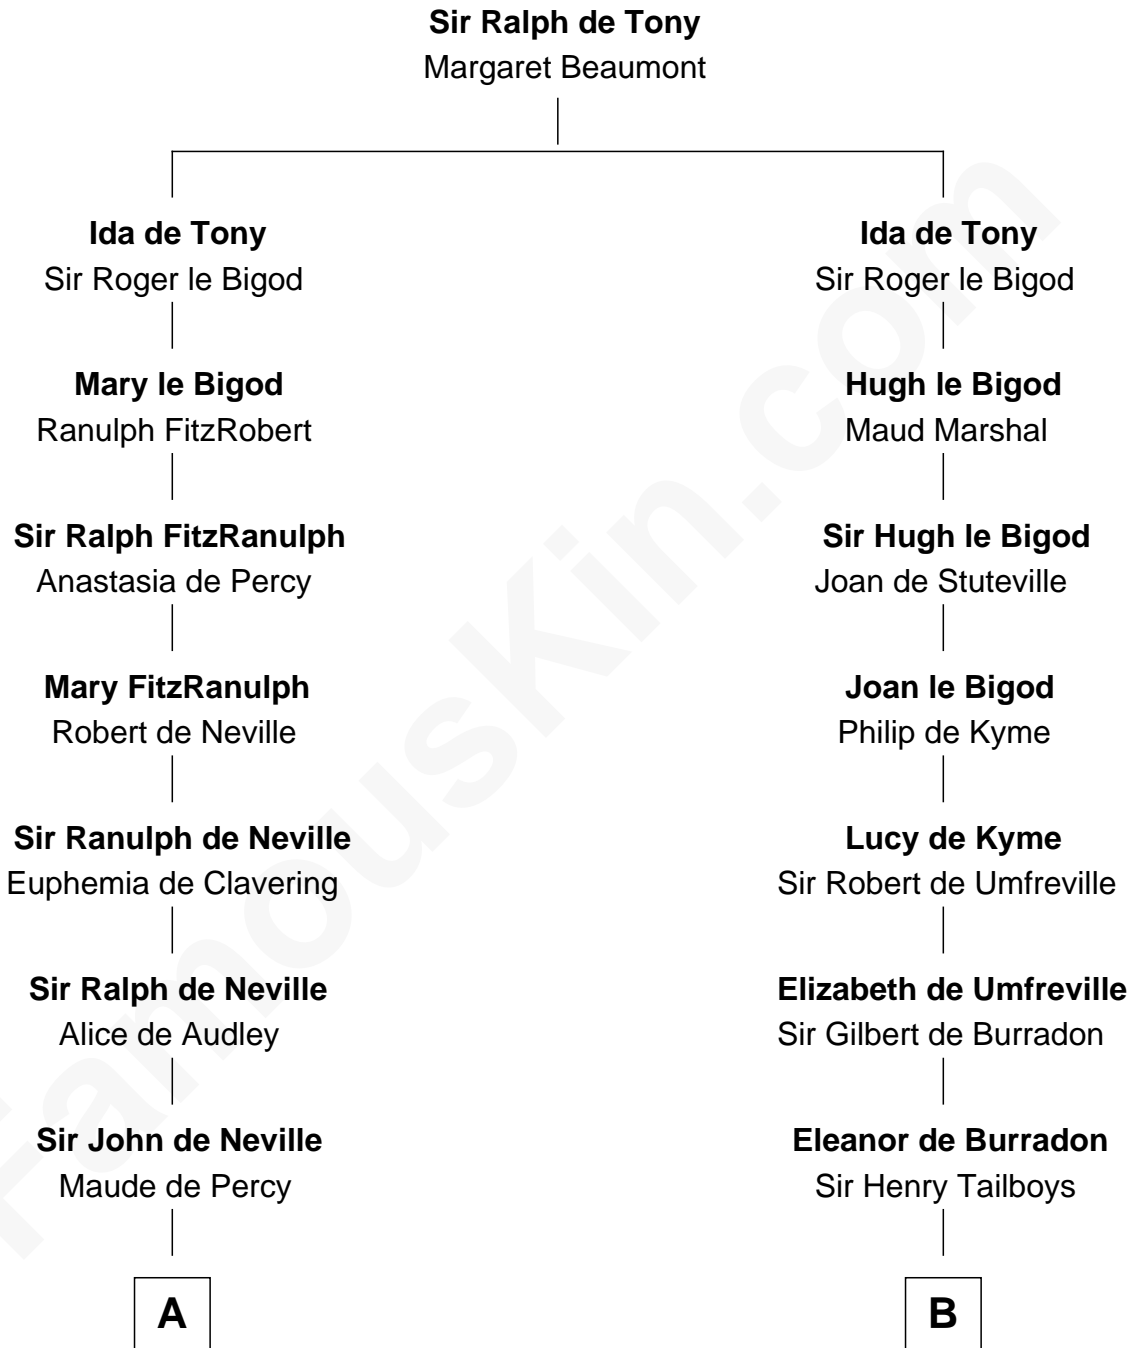 Sir Ralph de Tony
Margaret Beaumont
Ida de Tony
Sir Roger le Bigod
Mary le Bigod
Ranulph FitzRobert
Sir Ralph FitzRanulph
Anastasia de Percy
Mary FitzRanulph
Robert de Neville
Sir Ranulph de Neville
Euphemia de Clavering
Sir Ralph de Neville
Alice de Audley
Sir John de Neville
Maude de Percy
A
Ida de Tony
Sir Roger le Bigod
Hugh le Bigod
Maud Marshal
Sir Hugh le Bigod
Joan de Stuteville
Joan le Bigod
Philip de Kyme
Lucy de Kyme
Sir Robert de Umfreville
Elizabeth de Umfreville
Sir Gilbert de Burradon
Eleanor de Burradon
Sir Henry Tailboys
B
FamousKin.com